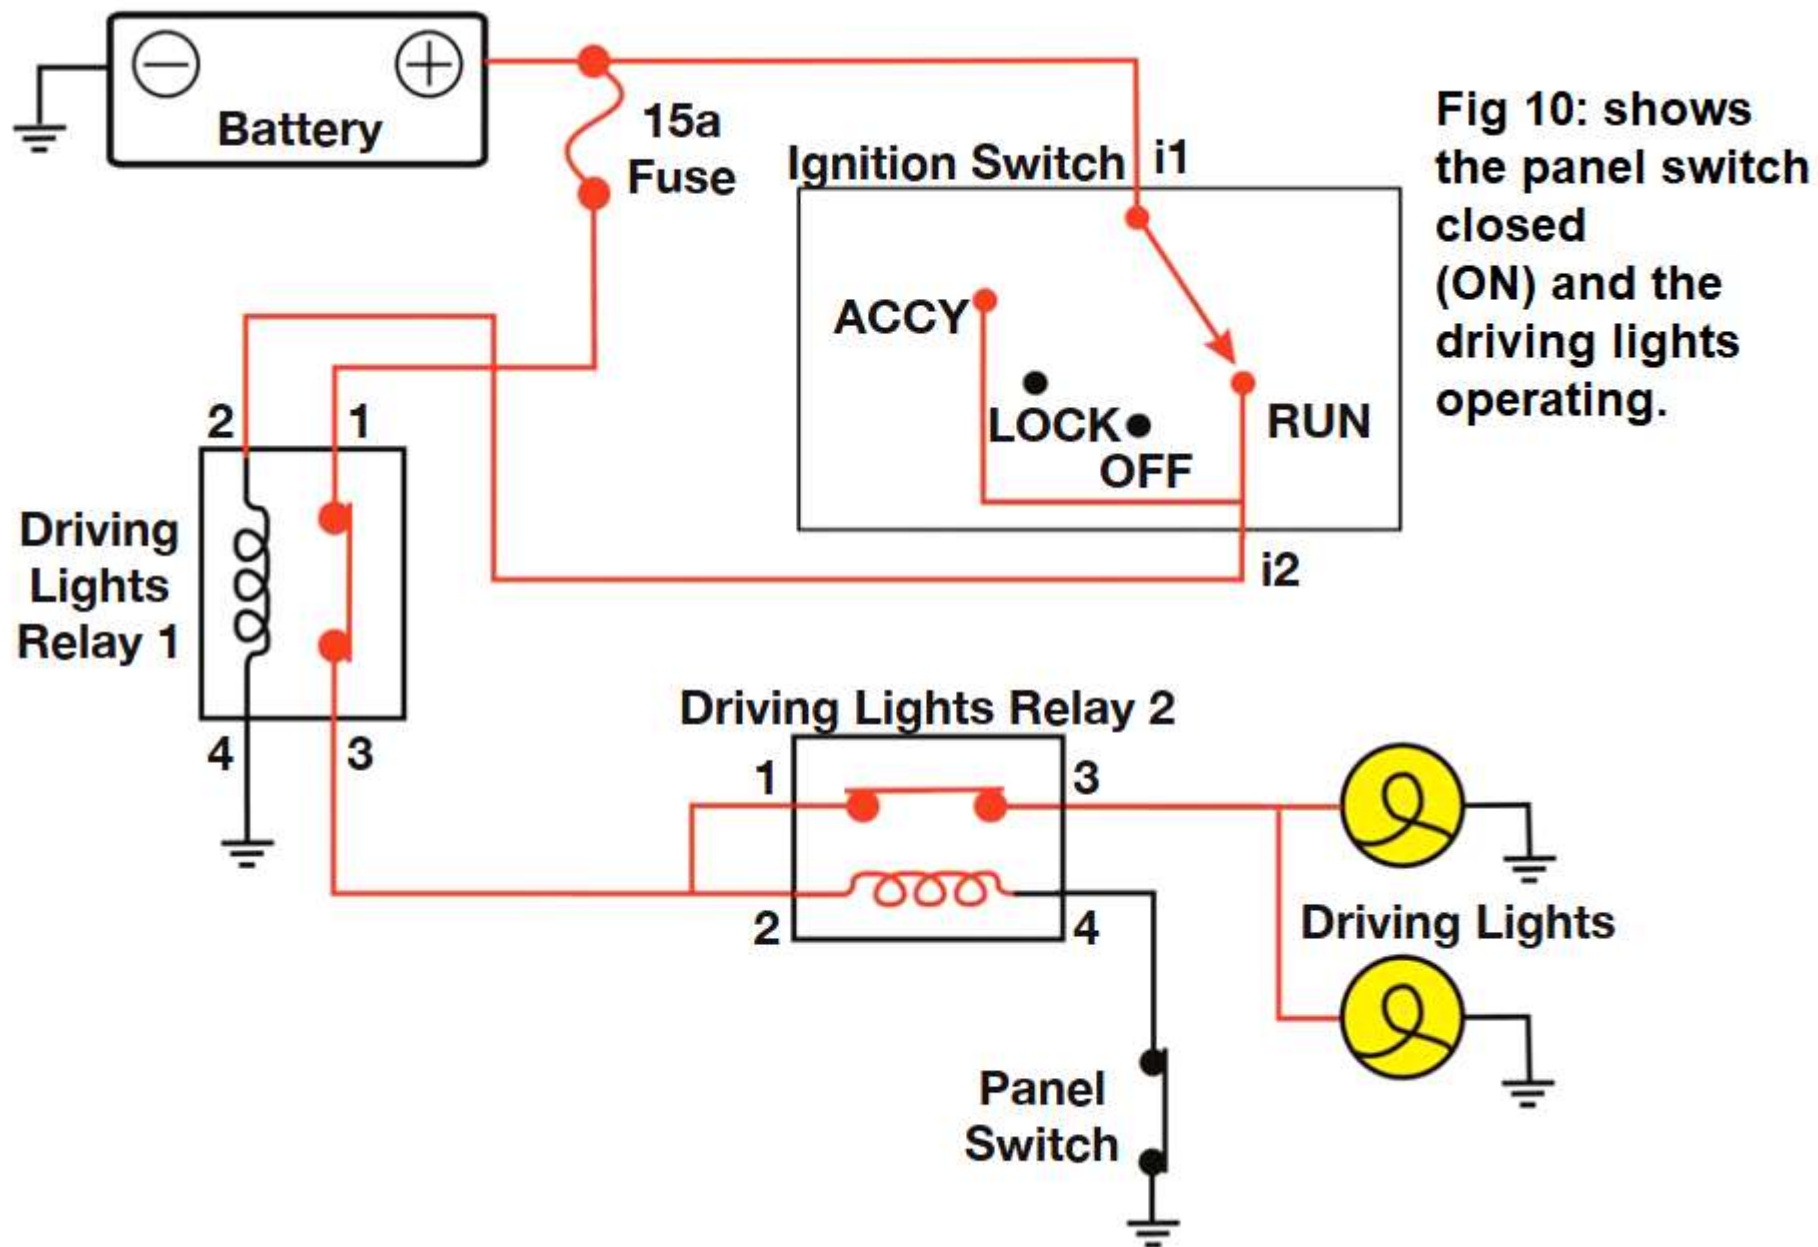 Battery
15a
Fuse
Ignition Switch
i1
Fig 10: shows
the panel switch
closed
(ON) and the
driving lights
operating.
ACCY
LOCK
OFF
RUN
i2
2
1
Driving
Lights
Relay 1
4
3
Driving Lights Relay 2
1
3
2
4
Driving Lights
Panel
Switch